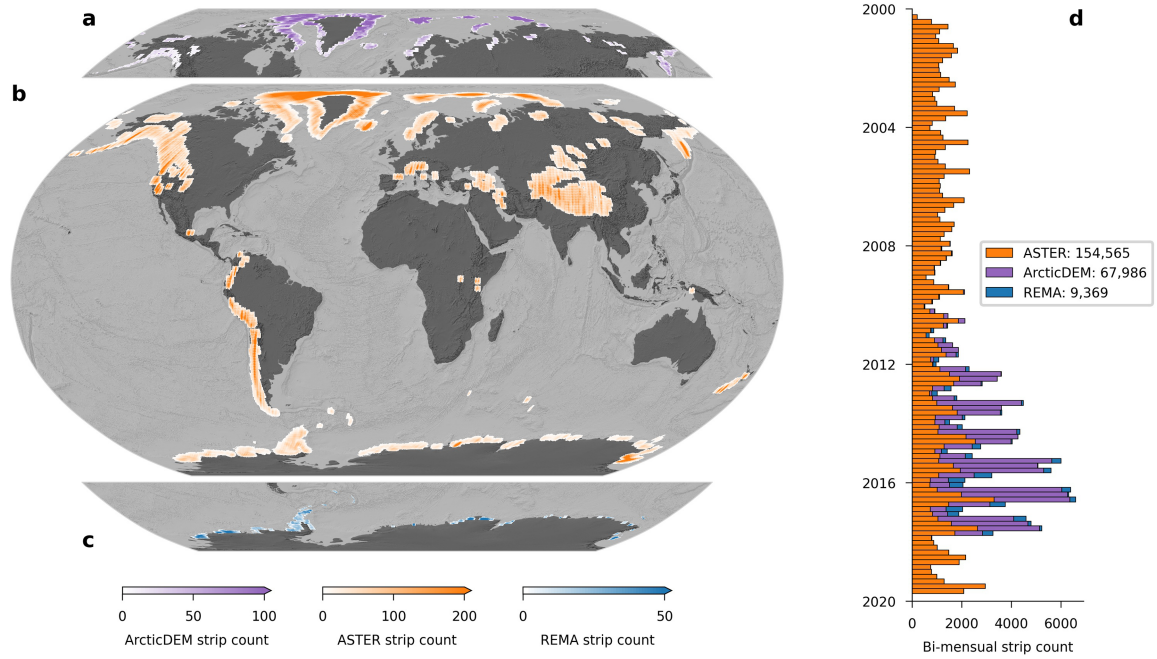 a
b
c
0 50 100
ArcticDEM strip count
0 100 200
ASTER strip count
0 50
REMA strip count
d
2000
2004
2008
2012
2016
2020
ASTER: 154,565
ArcticDEM: 67,986
REMA: 9,369
0 2000 4000 6000
Bi-mensual strip count